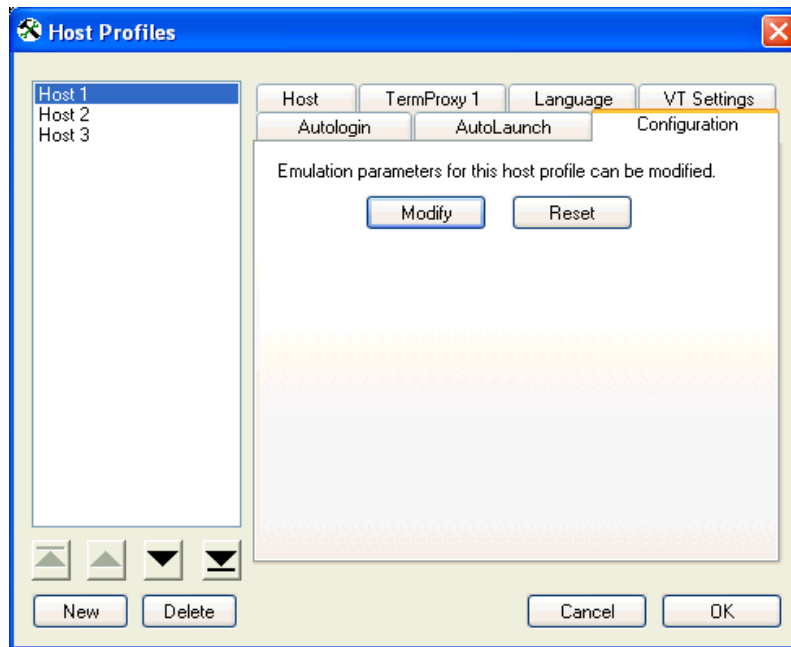 Host Profiles
Host 1
Host 2
Host 3
Host
TermProxy 1
Language
VT Settings
Autologin
AutoLaunch
Configuration
Emulation parameters for this host profile can be modified.
Modify
Reset
New
Delete
Cancel
OK